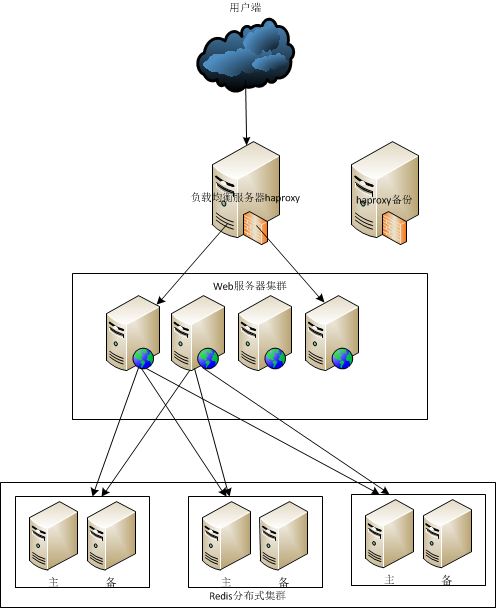 用户端
负载均衡服务器haproxy
haproxy备份
Web服务器集群
主
备
主
备
主
备
Redis分布式集群